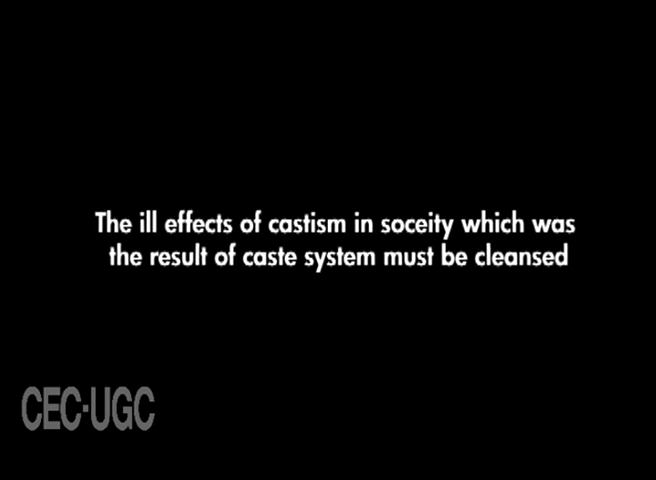 The ill effects of castism in soceity which was
the result of caste system must be cleansed
CEC-UGC